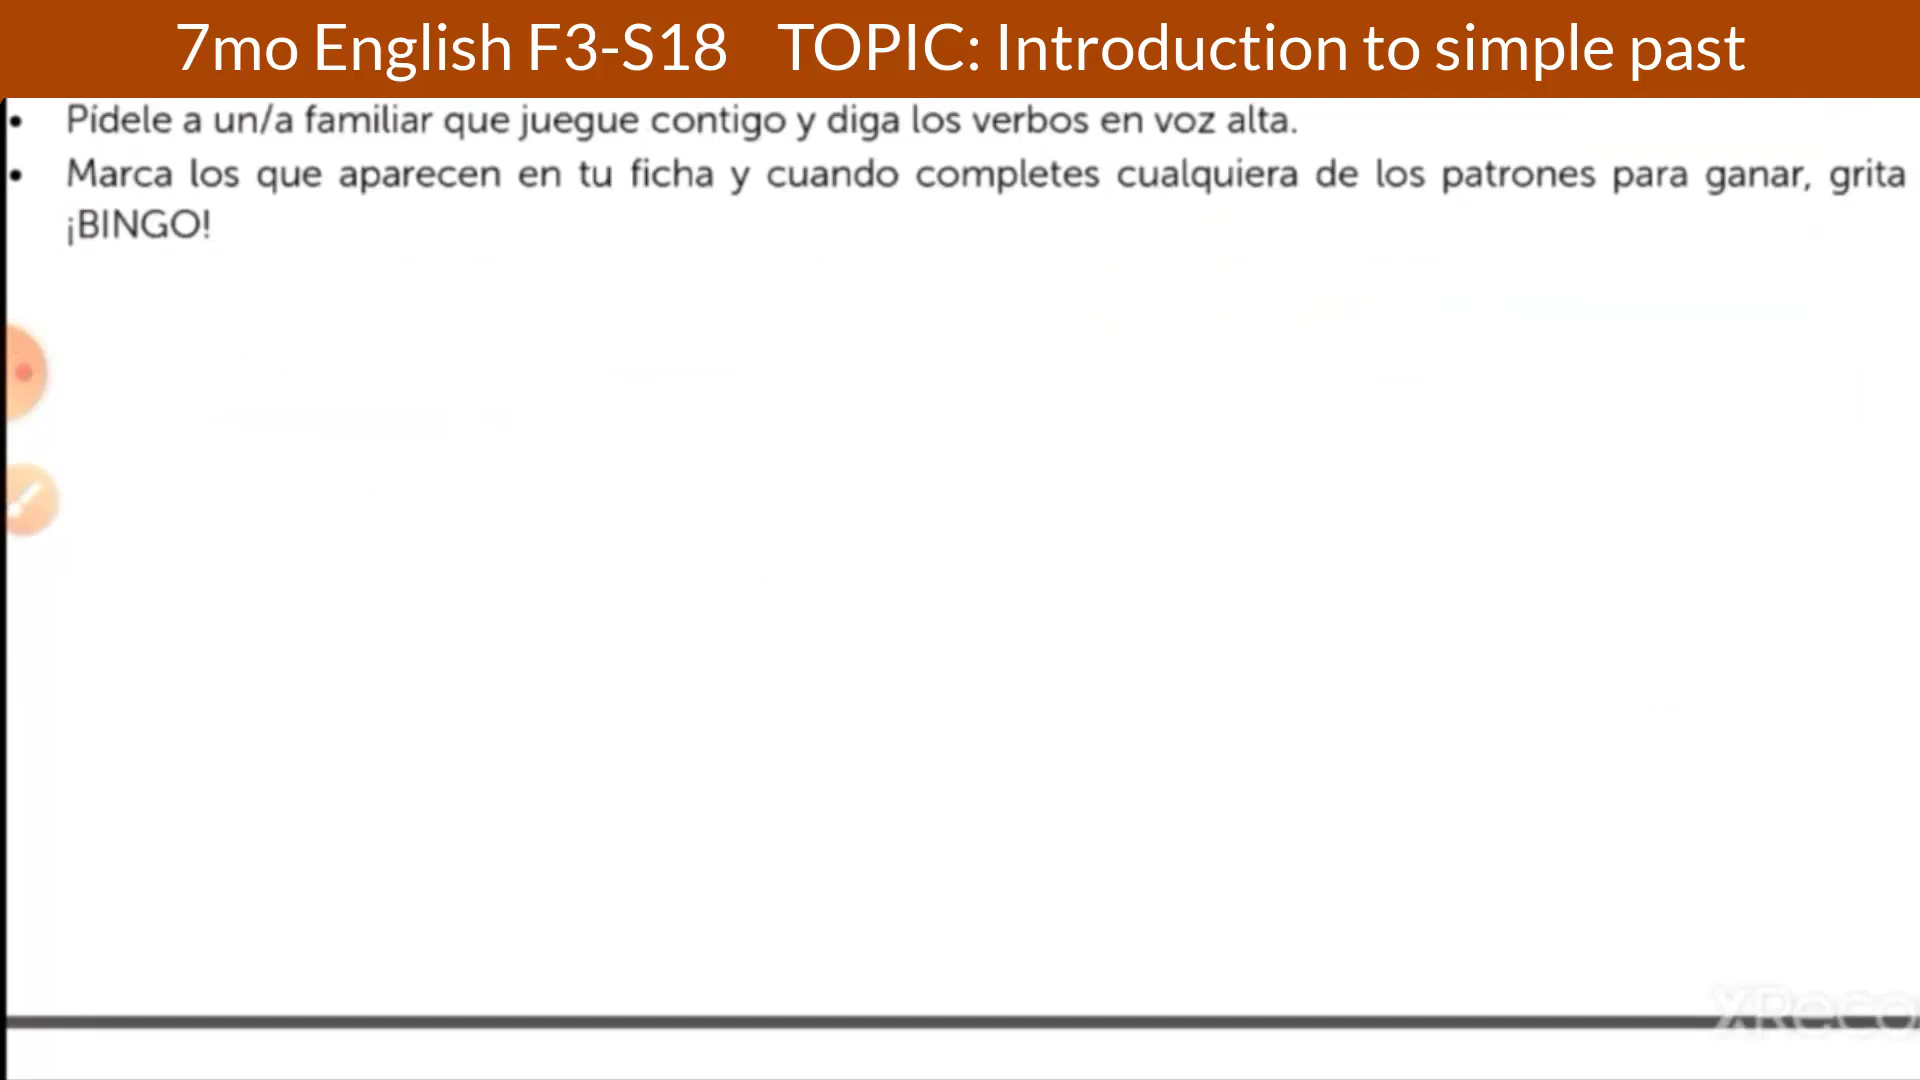 7mo English F3-S18 TOPIC: Introduction to simple past
• Pídele a un/a familiar que juegue contigo y diga los verbos en voz alta.
• Marca los que aparecen en tu ficha y cuando completes cualquiera de los patrones para ganar, grita
¡BINGO!
XReco